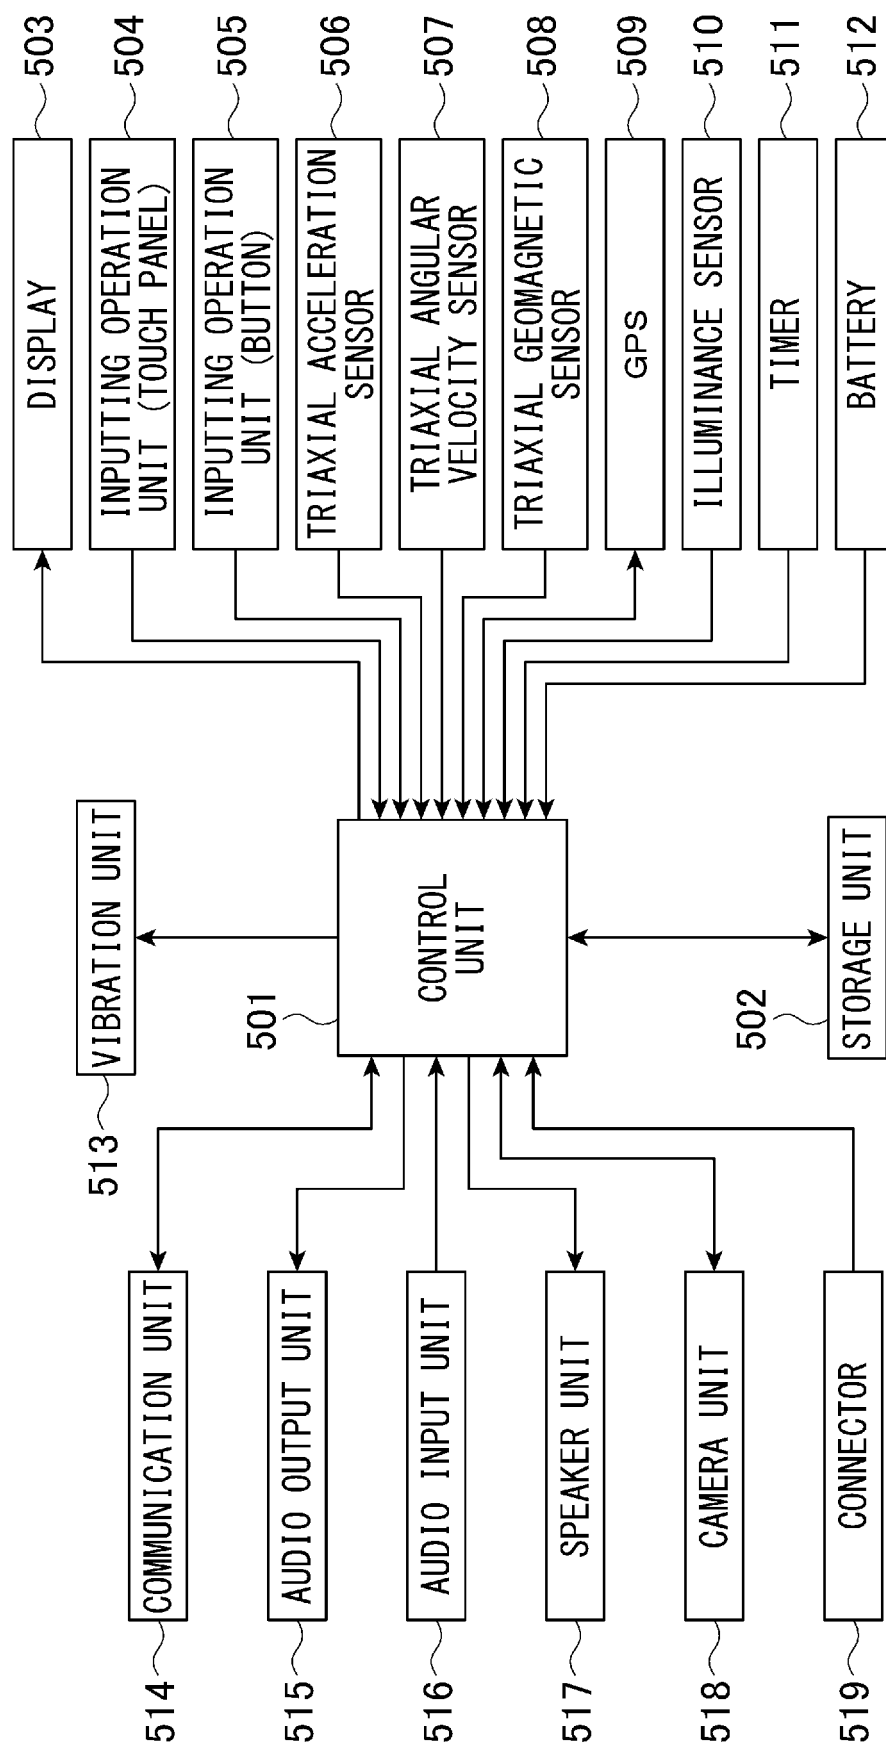 513
VIBRATION UNIT
514
COMMUNICATION UNIT
515
AUDIO OUTPUT UNIT
516
AUDIO INPUT UNIT
517
SPEAKER UNIT
518
CAMERA UNIT
519
CONNECTOR
501
CONTROL
UNIT
502
STORAGE UNIT
DISPLAY
503
INPUTTING OPERATION
UNIT (TOUCH PANEL)
504
INPUTTING OPERATION
UNIT (BUTTON)
505
TRIAXIAL ACCELERATION
SENSOR
506
TRIAXIAL ANGULAR
VELOCITY SENSOR
507
TRIAXIAL GEOMAGNETIC
SENSOR
508
GPS
509
ILLUMINANCE SENSOR
510
TIMER
511
BATTERY
512